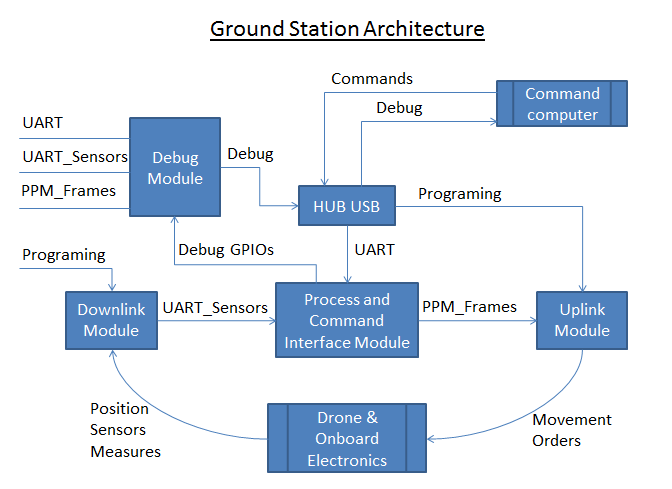 Ground Station Architecture
Commands
Command
computer
Debug
UART
UART_Sensors
PPM_Frames
Debug
Module
Debug
HUB USB
Programing
Programing
Debug GPIOs
UART
Downlink
Module
UART_Sensors
Process and
Command
Interface Module
PPM_Frames
Uplink
Module
Position
Sensors
Measures
Drone &
Onboard
Electronics
Movement
Orders